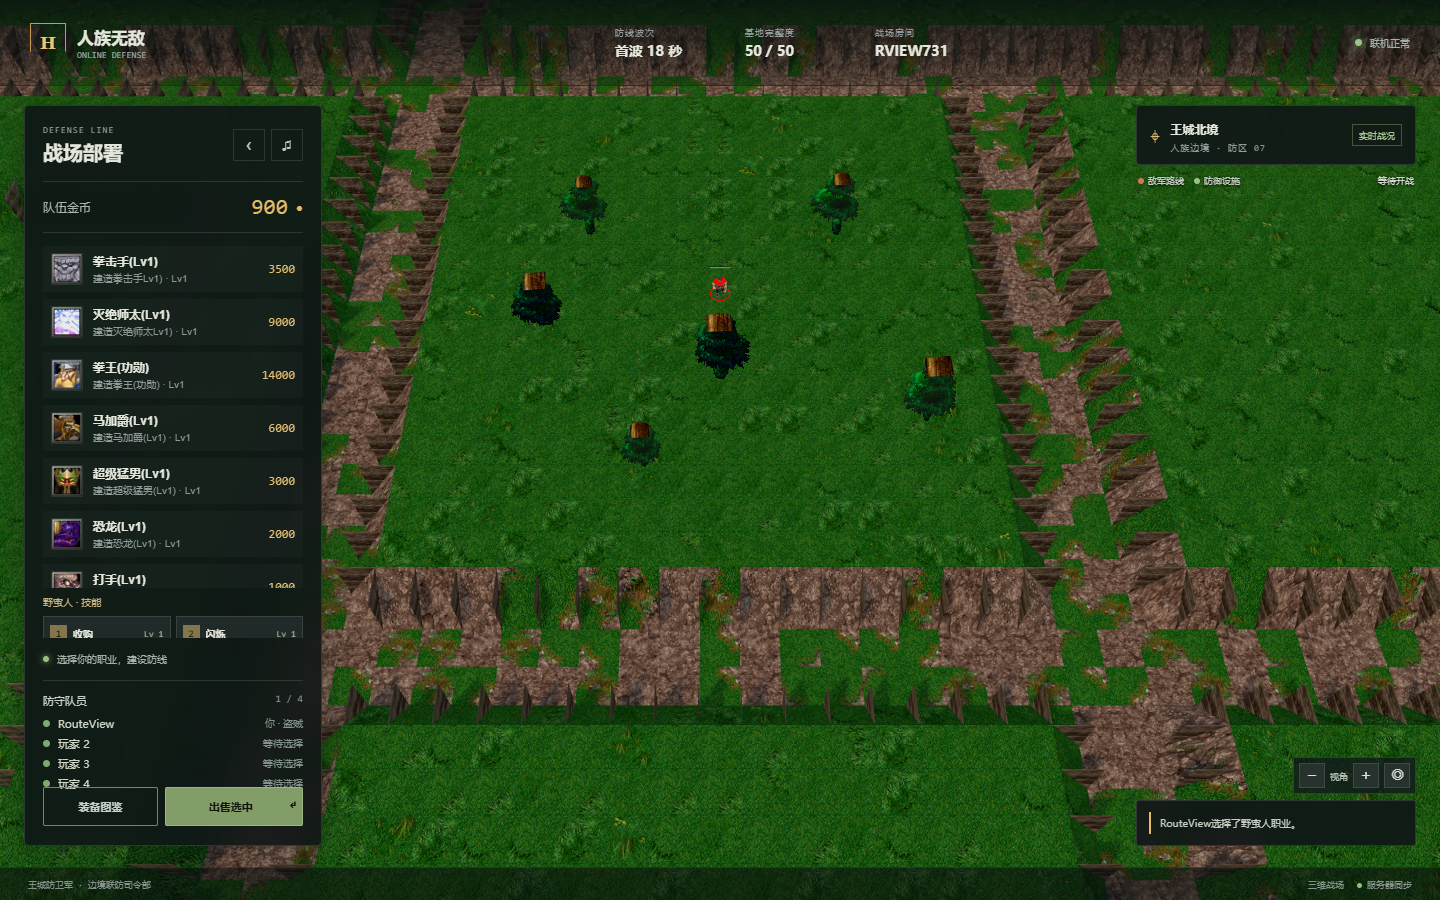 H
人族无敌
ONLINE DEFENSE
防线波次
首波 18 秒
基地完整度
50 / 50
战场房间
RVIEW731
联机正常
DEFENSE LINE
战场部署
队伍金币
900
拳击手(Lv1)
建造拳击手Lv1) · Lv1
3500
灭绝师太(Lv1)
建造灭绝师太Lv1) · Lv1
9000
拳王(功勋)
建造拳王(功勋) · Lv1
14000
马加爵(Lv1)
建造马加爵(Lv1) · Lv1
6000
超级猛男(Lv1)
建造超级猛男(Lv1) · Lv1
3000
恐龙(Lv1)
建造恐龙(Lv1) · Lv1
2000
打手(Lv1)
1000
野蛮人 · 技能
1 收购 Lv 1
2 闪烁 Lv 1
选择你的职业，建设防线
防守队员
1 / 4
RouteView
你 · 盗贼
玩家 2
等待选择
玩家 3
等待选择
玩家 4
等待选择
装备图鉴
出售选中
王城北境
人族边境 · 防区 07
实时战况
敌军路线
防御设施
等待开战
− 视角 +
RouteView选择了野蛮人职业。
王城防卫军 · 边境联防司令部
三维战场
服务器同步